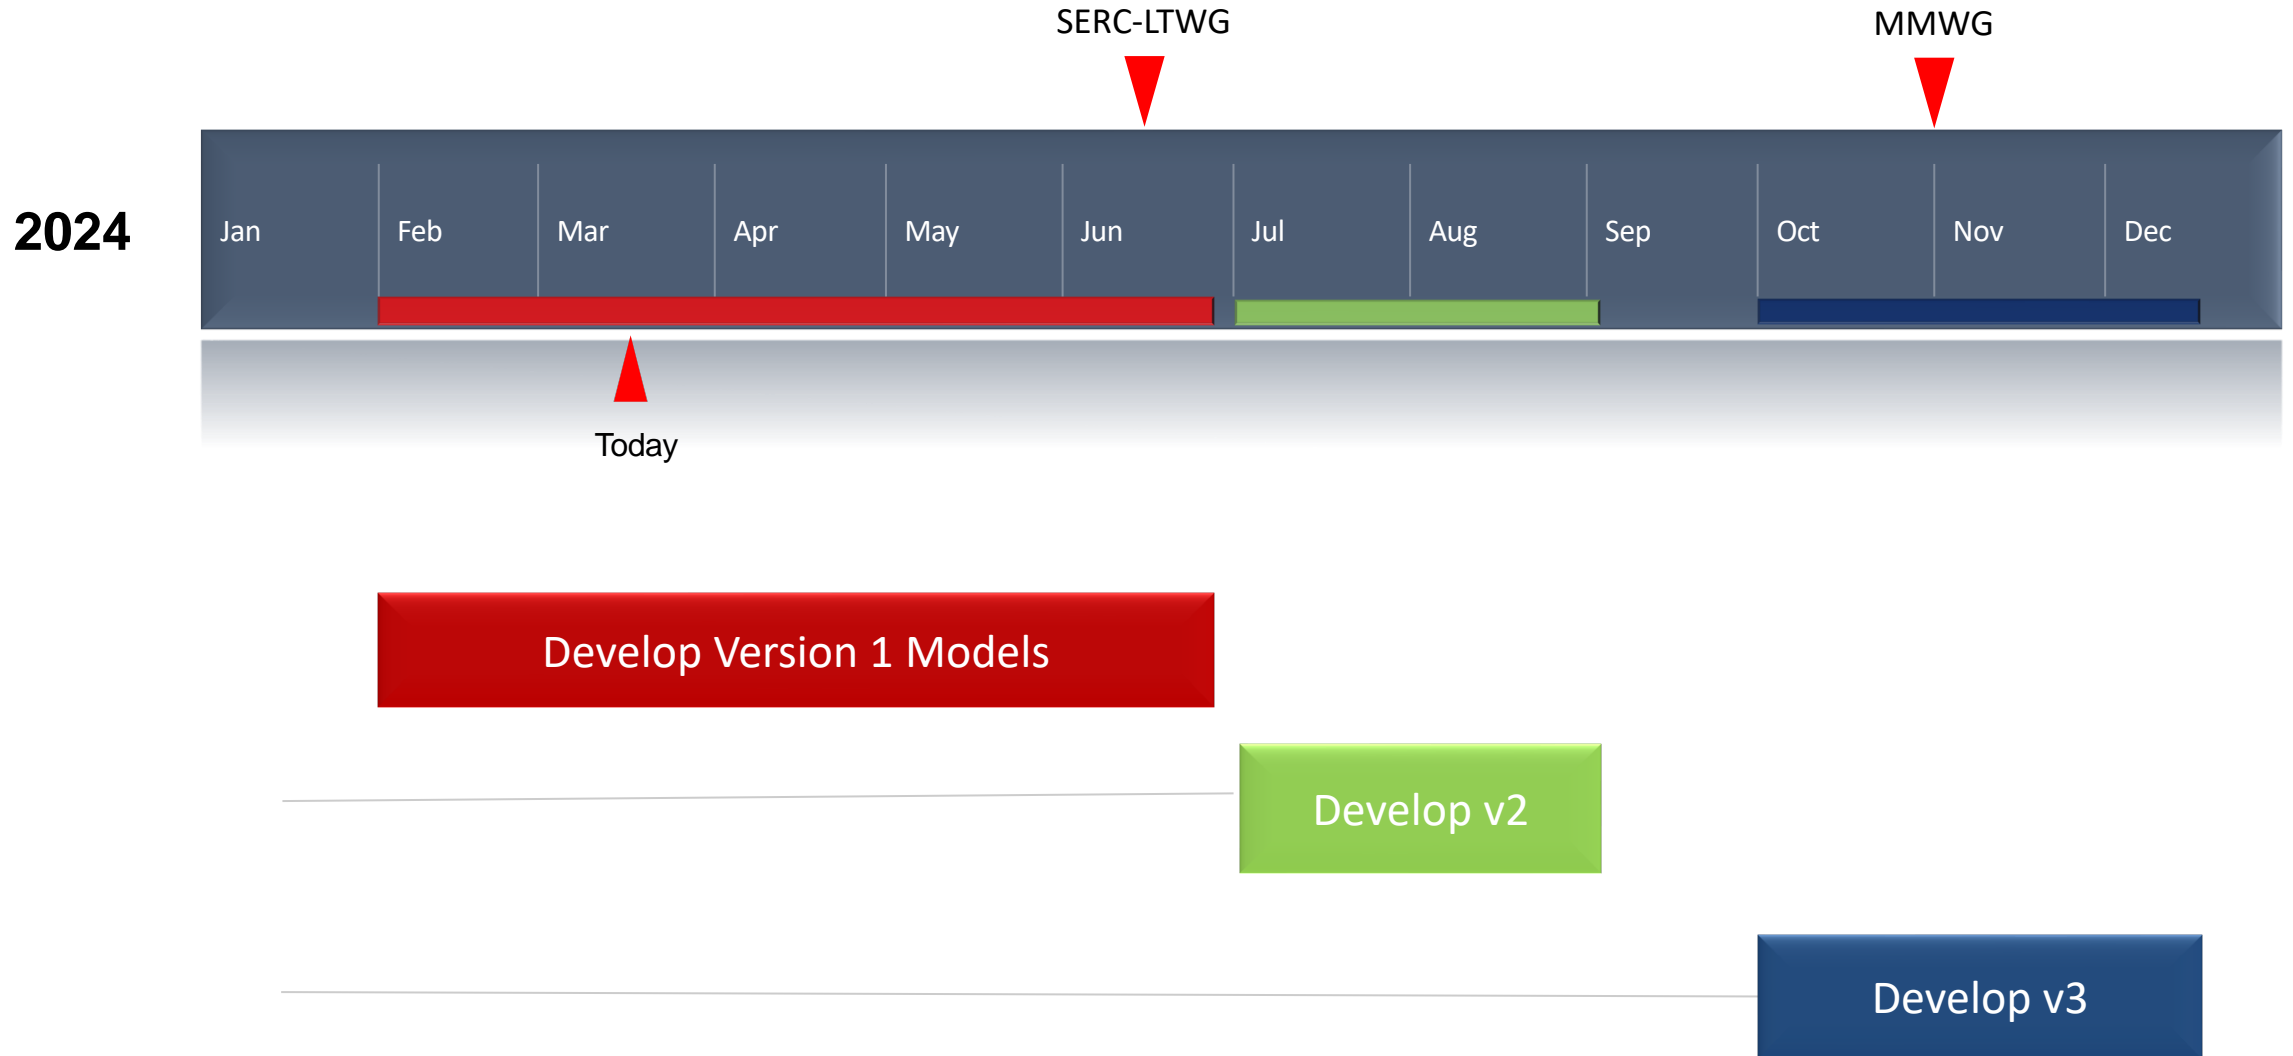 SERC-LTWG
MMWG
2024
Jan Feb Mar Apr May Jun Jul Aug Sep Oct Nov Dec
Today
Develop Version 1 Models
Develop v2
Develop v3